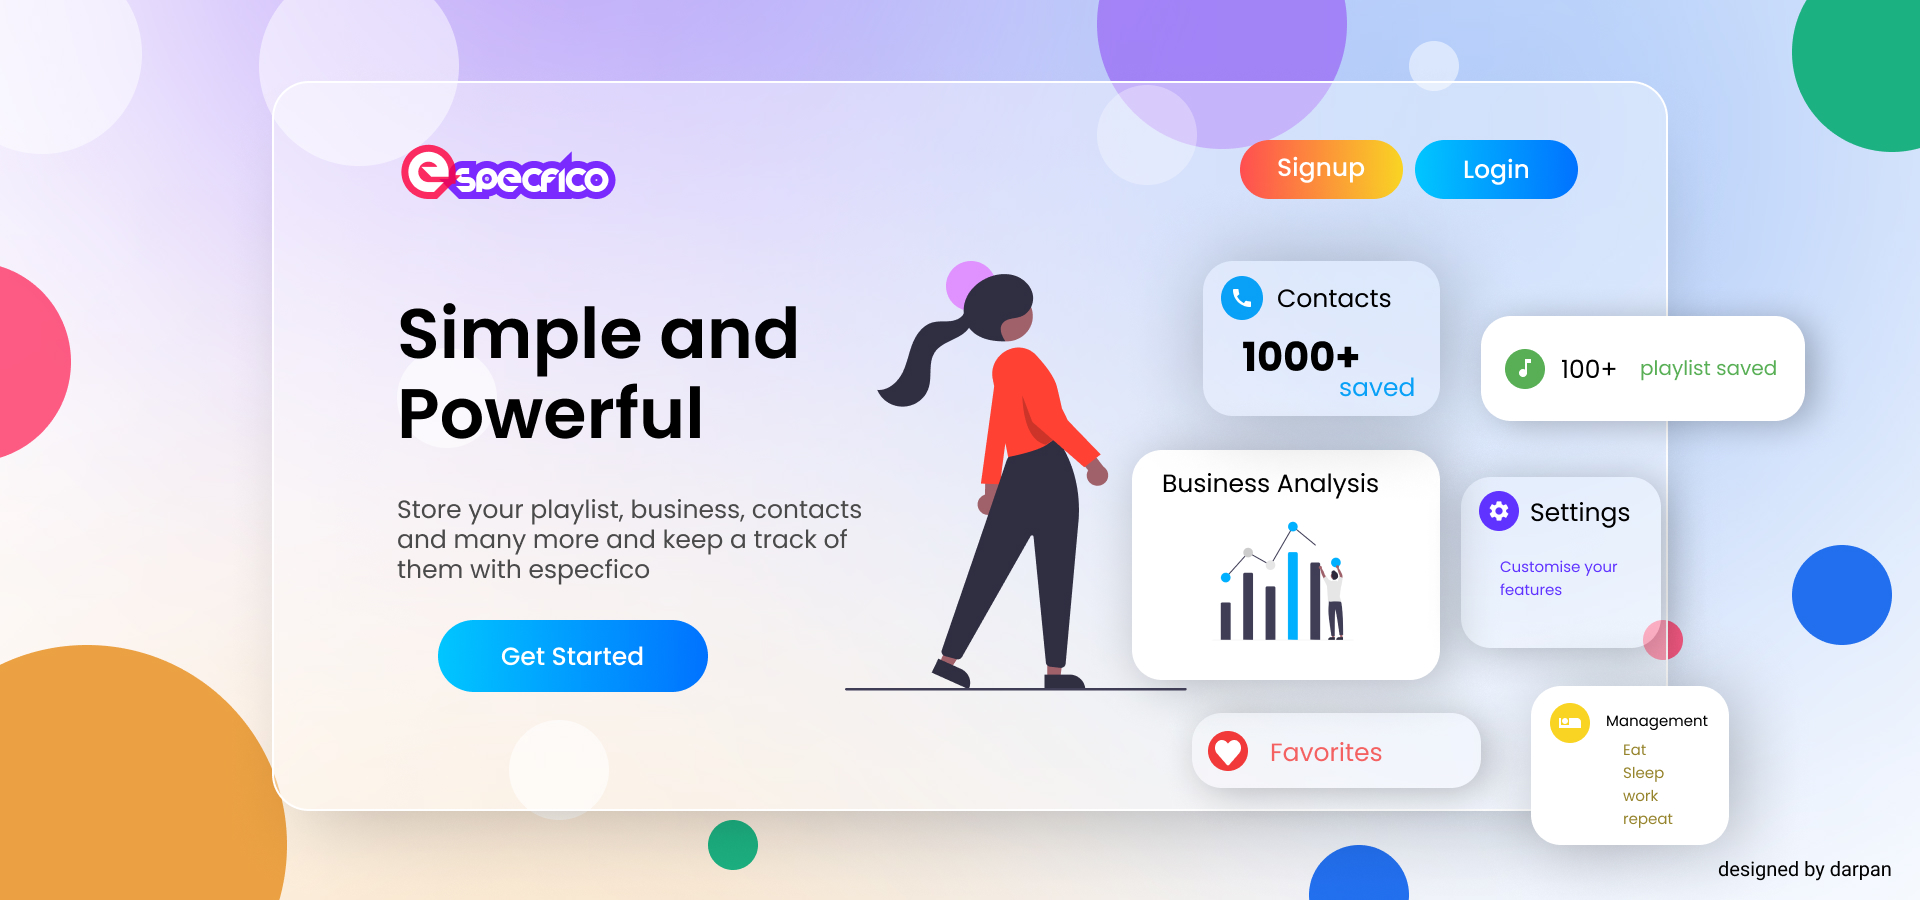 especfico
Signup
Login
Simple and
Powerful
Store your playlist, business, contacts
and many more and keep a track of
them with especfico
Get Started
Contacts
1000+
saved
100+ playlist saved
Business Analysis
Settings
Customise your
features
Favorites
Management
Eat
Sleep
work
repeat
designed by darpan